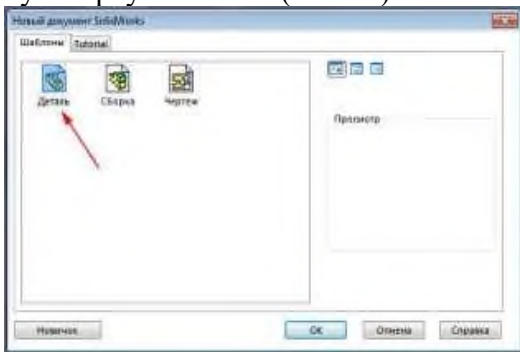 Новый документ SolidWorks
Шаблоны Tutorial
Деталь Сборка Чертеж
Просмотр
Новичок OK Отмена Справка